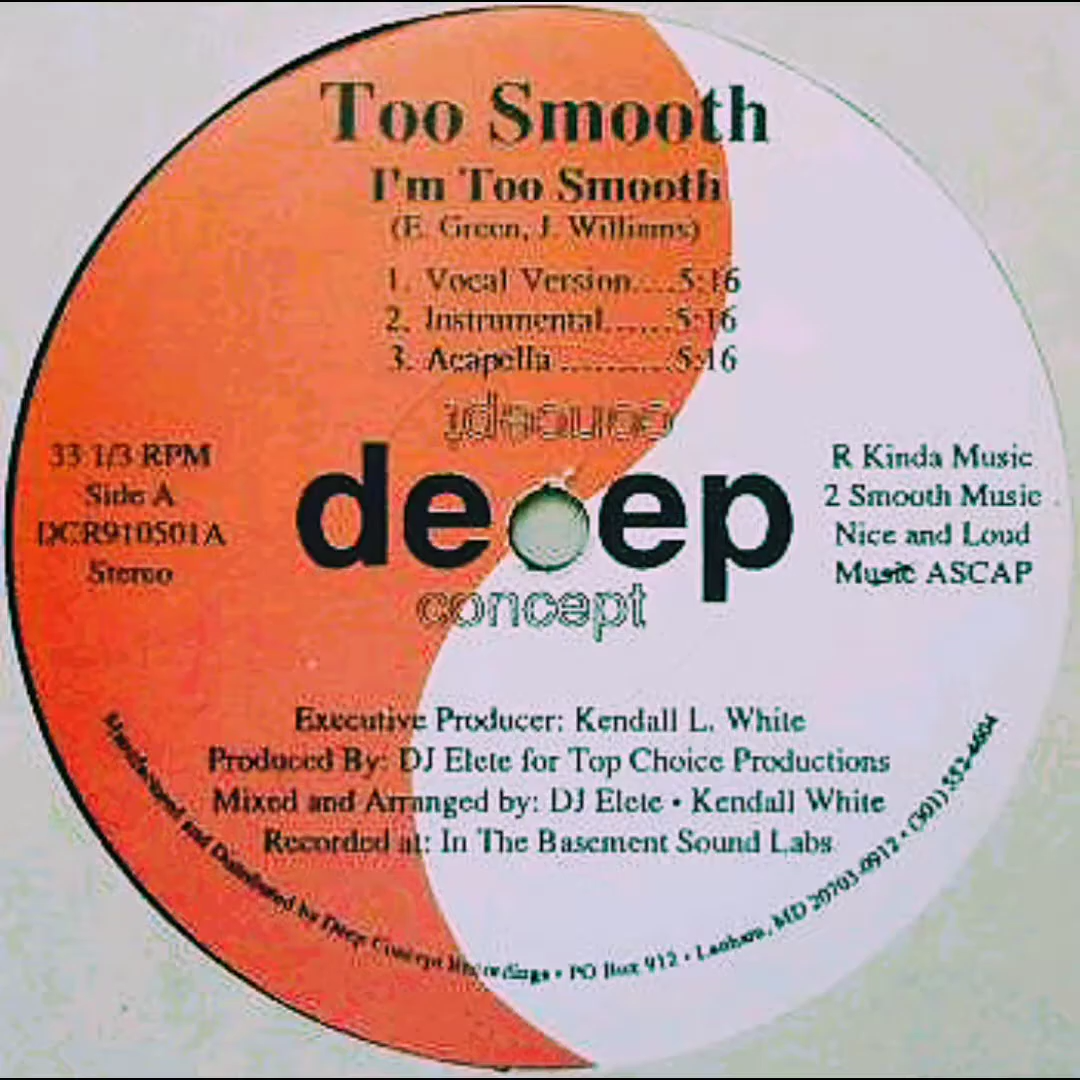 Too Smooth
I'm Too Smooth
(E. Green, J. Williams)
1. Vocal Version....5:16
2. Instrumental......5:16
3. Acapella ..........5:16
concept
deep
concept
33 1/3 RPM
Side A
DCR910501A
Stereo
R Kinda Music
2 Smooth Music
Nice and Loud
Music ASCAP
Executive Producer: Kendall L. White
Produced By: DJ Elete for Top Choice Productions
Mixed and Arranged by: DJ Elete • Kendall White
Recorded at: In The Basement Sound Labs
Manufactured and Distributed by Deep Concept Recordings • PO Box 912 • Lanham, MD 20703-0912 • (301) 552-4604